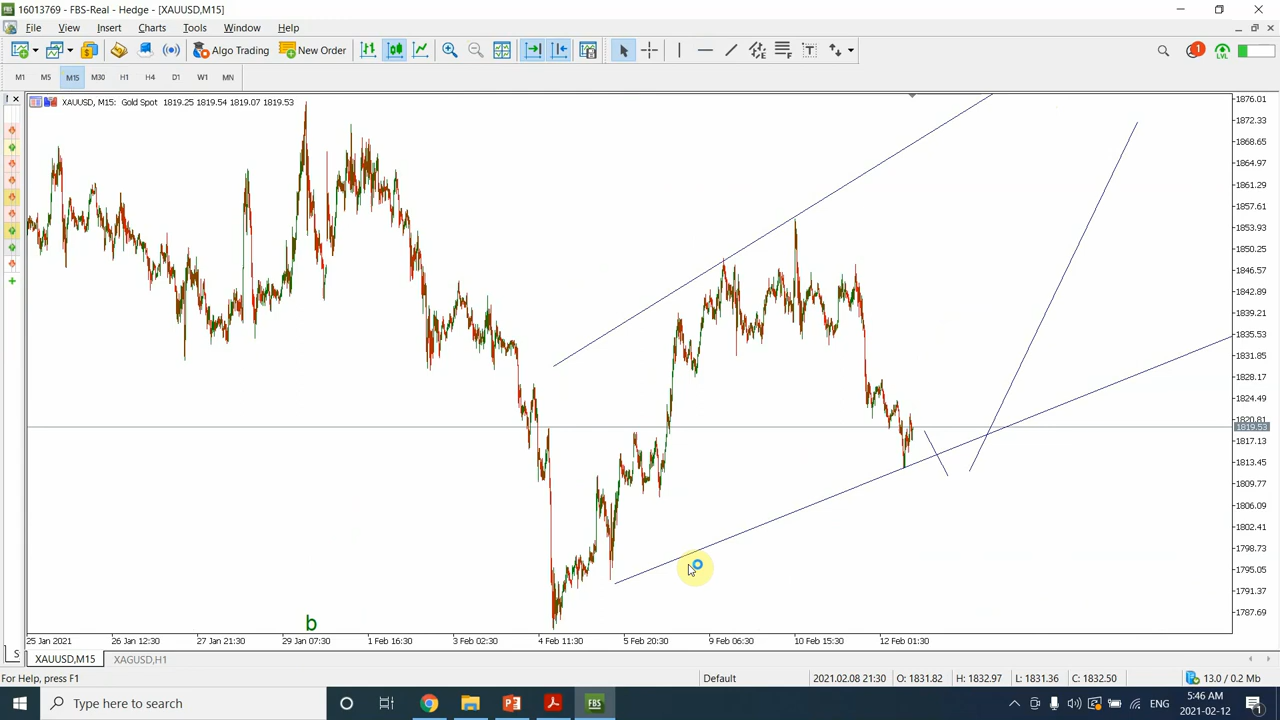 16013769 - FBS-Real - Hedge - [XAUUSD,M15]
File View Insert Charts Tools Window Help
Algo Trading New Order
1
LVL
M1 M5 M15 M30 H1 H4 D1 W1 MN
XAUUSD, M15: Gold Spot 1819.25 1819.54 1819.07 1819.53
1876.01
1872.33
1868.65
1864.97
1861.29
1857.61
1853.93
1850.25
1846.57
1842.89
1839.21
1835.53
1831.85
1828.17
1824.49
1820.81
1819.53
1817.13
1813.45
1809.77
1806.09
1802.41
1798.73
1795.05
1791.37
1787.69
b
25 Jan 2021 26 Jan 12:30 27 Jan 21:30 29 Jan 07:30 1 Feb 16:30 3 Feb 02:30 4 Feb 11:30 5 Feb 20:30 9 Feb 06:30 10 Feb 15:30 12 Feb 01:30
S
XAUUSD,M15 XAGUSD,H1
For Help, press F1 Default 2021.02.08 21:30 O: 1831.82 H: 1832.97 L: 1831.36 C: 1832.50 13.0 / 0.2 Mb
Type here to search
FBS
ENG
5:46 AM
2021-02-12
1